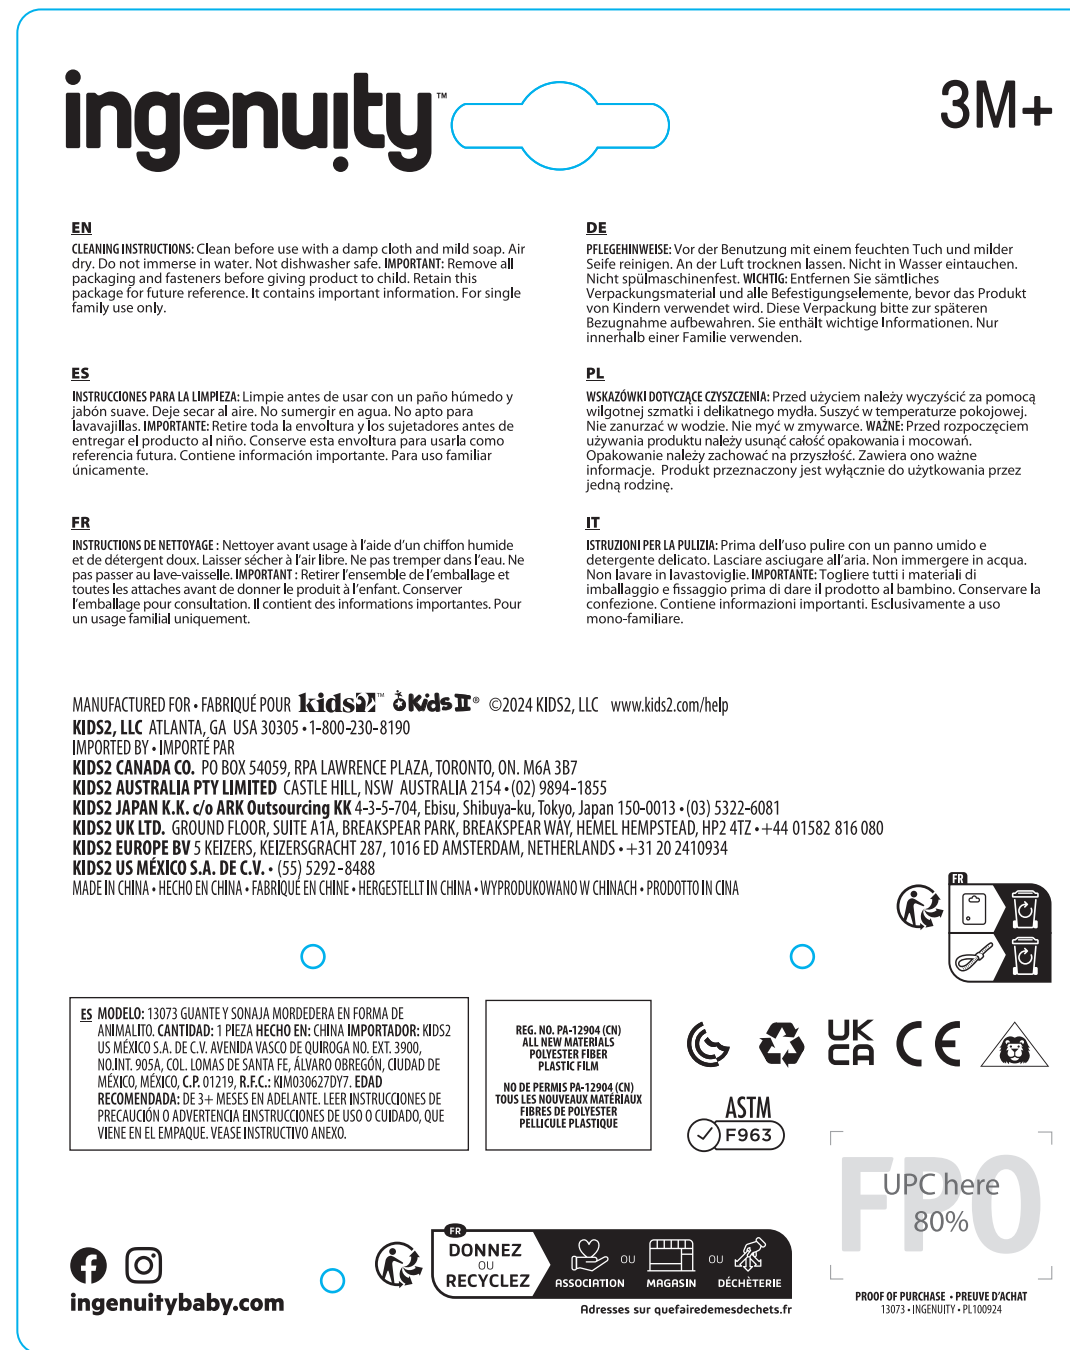 ingenuity™
3M+
EN
CLEANING INSTRUCTIONS: Clean before use with a damp cloth and mild soap. Air
dry. Do not immerse in water. Not dishwasher safe. IMPORTANT: Remove all
packaging and fasteners before giving product to child. Retain this
package for future reference. It contains important information. For single
family use only.
ES
INSTRUCCIONES PARA LA LIMPIEZA: Limpie antes de usar con un paño húmedo y
jabón suave. Deje secar al aire. No sumergir en agua. No apto para
lavavajillas. IMPORTANTE: Retire toda la envoltura y los sujetadores antes de
entregar el producto al niño. Conserve esta envoltura para usarla como
referencia futura. Contiene información importante. Para uso familiar
únicamente.
FR
INSTRUCTIONS DE NETTOYAGE : Nettoyer avant usage à l'aide d'un chiffon humide
et de détergent doux. Laisser sécher à l'air libre. Ne pas tremper dans l'eau. Ne
pas passer au lave-vaisselle. IMPORTANT : Retirer l'ensemble de l'emballage et
toutes les attaches avant de donner le produit à l'enfant. Conserver
l'emballage pour consultation. Il contient des informations importantes. Pour
un usage familial uniquement.
DE
PFLEGEHINWEISE: Vor der Benutzung mit einem feuchten Tuch und milder
Seife reinigen. An der Luft trocknen lassen. Nicht in Wasser eintauchen.
Nicht spülmaschinenfest. WICHTIG: Entfernen Sie sämtliches
Verpackungsmaterial und alle Befestigungselemente, bevor das Produkt
von Kindern verwendet wird. Diese Verpackung bitte zur späteren
Bezugnahme aufbewahren. Sie enthält wichtige Informationen. Nur
innerhalb einer Familie verwenden.
PL
WSKAZÓWKI DOTYCZĄCE CZYSZCZENIA: Przed użyciem należy wyczyścić za pomocą
wilgotnej szmatki i delikatnego mydła. Suszyć w temperaturze pokojowej.
Nie zanurzać w wodzie. Nie myć w zmywarce. WAŻNE: Przed rozpoczęciem
używania produktu należy usunąć całość opakowania i mocowań.
Opakowanie należy zachować na przyszłość. Zawiera ono ważne
informacje. Produkt przeznaczony jest wyłącznie do użytkowania przez
jedną rodzinę.
IT
ISTRUZIONI PER LA PULIZIA: Prima dell'uso pulire con un panno umido e
detergente delicato. Lasciare asciugare all'aria. Non immergere in acqua.
Non lavare in lavastoviglie. IMPORTANTE: Togliere tutti i materiali di
imballaggio e fissaggio prima di dare il prodotto al bambino. Conservare la
confezione. Contiene informazioni importanti. Esclusivamente a uso
mono-familiare.
MANUFACTURED FOR • FABRIQUÉ POUR kids2™ Kids II® ©2024 KIDS2, LLC www.kids2.com/help
KIDS2, LLC ATLANTA, GA USA 30305 • 1-800-230-8190
IMPORTED BY • IMPORTÉ PAR
KIDS2 CANADA CO. PO BOX 54059, RPA LAWRENCE PLAZA, TORONTO, ON. M6A 3B7
KIDS2 AUSTRALIA PTY LIMITED CASTLE HILL, NSW AUSTRALIA 2154 • (02) 9894-1855
KIDS2 JAPAN K.K. c/o ARK Outsourcing KK 4-3-5-704, Ebisu, Shibuya-ku, Tokyo, Japan 150-0013 • (03) 5322-6081
KIDS2 UK LTD. GROUND FLOOR, SUITE A1A, BREAKSPEAR PARK, BREAKSPEAR WAY, HEMEL HEMPSTEAD, HP2 4TZ • +44 01582 816 080
KIDS2 EUROPE BV 5 KEIZERS, KEIZERSGRACHT 287, 1016 ED AMSTERDAM, NETHERLANDS • +31 20 2410934
KIDS2 US MÉXICO S.A. DE C.V. • (55) 5292-8488
MADE IN CHINA • HECHO EN CHINA • FABRIQUÉ EN CHINE • HERGESTELLT IN CHINA • WYPRODUKOWANO W CHINACH • PRODOTTO IN CINA
FR
ES MODELO: 13073 GUANTE Y SONAJA MORDEDERA EN FORMA DE
ANIMALITO. CANTIDAD: 1 PIEZA HECHO EN: CHINA IMPORTADOR: KIDS2
US MÉXICO S.A. DE C.V. AVENIDA VASCO DE QUIROGA NO. EXT. 3900,
NO.INT. 905A, COL. LOMAS DE SANTA FE, ÁLVARO OBREGÓN, CIUDAD DE
MÉXICO, MÉXICO, C.P. 01219, R.F.C.: KIM030627DY7. EDAD
RECOMENDADA: DE 3+ MESES EN ADELANTE. LEER INSTRUCCIONES DE
PRECAUCIÓN O ADVERTENCIA EINSTRUCCIONES DE USO O CUIDADO, QUE
VIENE EN EL EMPAQUE. VEASE INSTRUCTIVO ANEXO.
REG. NO. PA-12904 (CN)
ALL NEW MATERIALS
POLYESTER FIBER
PLASTIC FILM
NO DE PERMIS PA-12904 (CN)
TOUS LES NOUVEAUX MATÉRIAUX
FIBRES DE POLYESTER
PELLICULE PLASTIQUE
UK
CA
CE
ASTM
F963
FPO
UPC here
80%
PROOF OF PURCHASE • PREUVE D'ACHAT
13073 • INGENUITY • PL100924
ingenuitybaby.com
FR
DONNEZ
OU
RECYCLEZ
ASSOCIATION
OU
MAGASIN
OU
DÉCHÈTERIE
Adresses sur quefairedemesdechets.fr